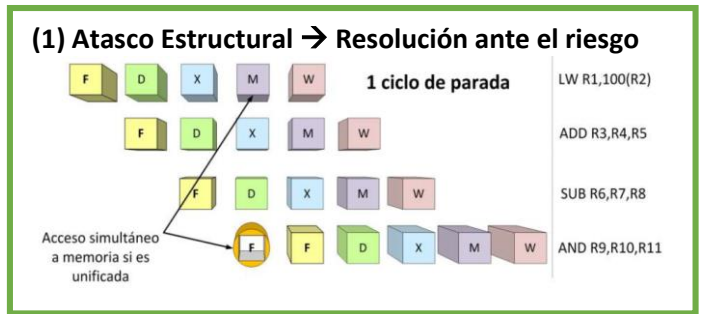 (1) Atasco Estructural → Resolución ante el riesgo
F D X M W 1 ciclo de parada LW R1,100(R2)
F D X M W ADD R3,R4,R5
F D X M W SUB R6,R7,R8
Acceso simultáneo
a memoria si es
unificada
F F D X M W AND R9,R10,R11